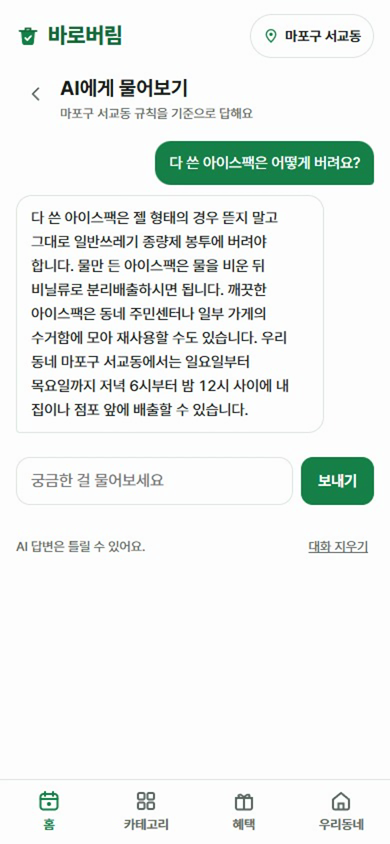 바로버림
마포구 서교동
AI에게 물어보기
마포구 서교동 규칙을 기준으로 답해요
다 쓴 아이스팩은 어떻게 버려요?
다 쓴 아이스팩은 젤 형태의 경우 뜯지 말고
그대로 일반쓰레기 종량제 봉투에 버려야
합니다. 물만 든 아이스팩은 물을 비운 뒤
비닐류로 분리배출하시면 됩니다. 깨끗한
아이스팩은 동네 주민센터나 일부 가게의
수거함에 모아 재사용할 수도 있습니다. 우리
동네 마포구 서교동에서는 일요일부터
목요일까지 저녁 6시부터 밤 12시 사이에 내
집이나 점포 앞에 배출할 수 있습니다.
궁금한 걸 물어보세요
보내기
AI 답변은 틀릴 수 있어요.
대화 지우기
홈
카테고리
혜택
우리동네